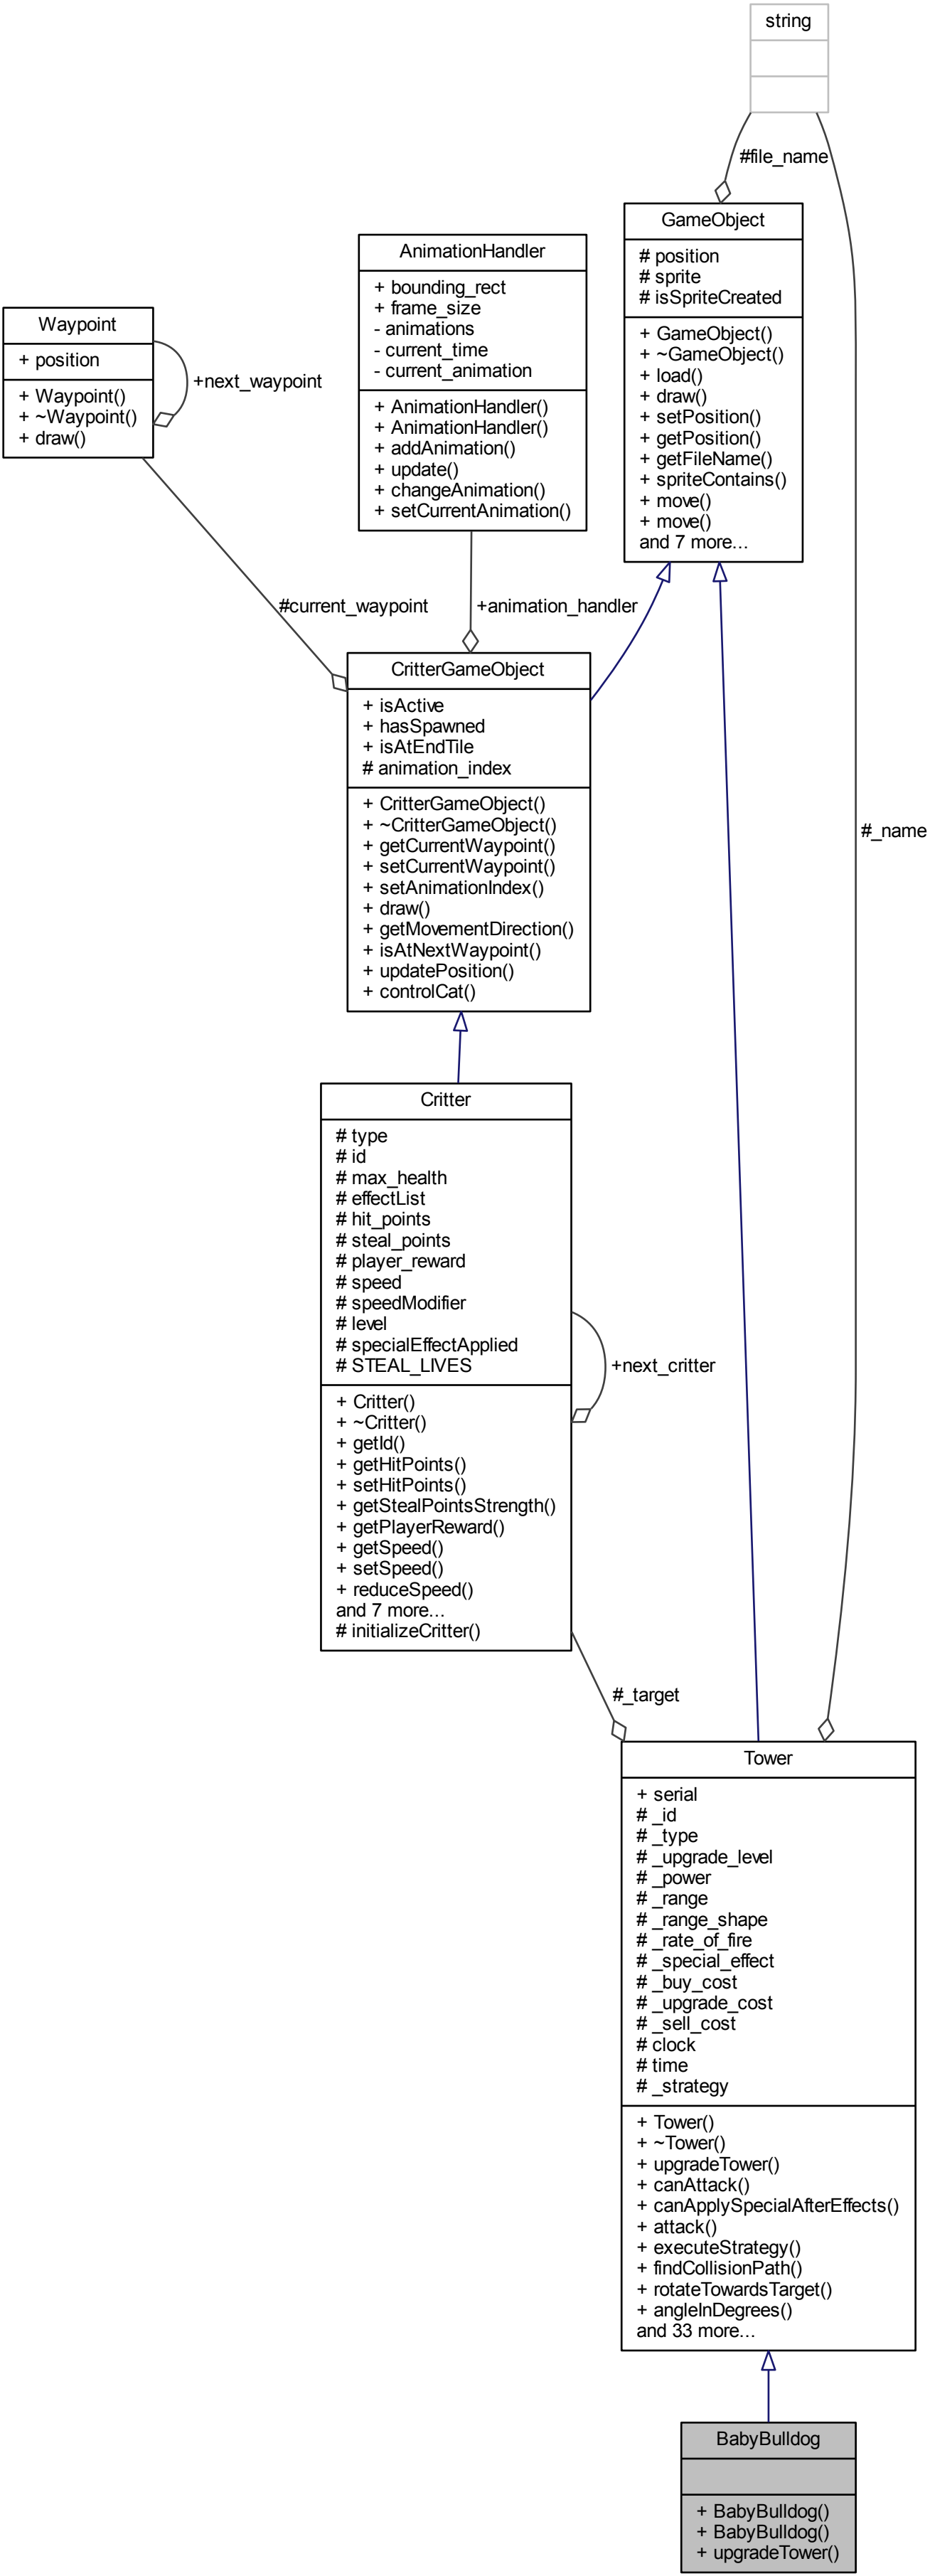 string
#file_name
GameObject
# position
# sprite
# isSpriteCreated
+ GameObject()
+ ~GameObject()
+ load()
+ draw()
+ setPosition()
+ getPosition()
+ getFileName()
+ spriteContains()
+ move()
+ move()
and 7 more...
AnimationHandler
+ bounding_rect
+ frame_size
- animations
- current_time
- current_animation
+ AnimationHandler()
+ AnimationHandler()
+ addAnimation()
+ update()
+ changeAnimation()
+ setCurrentAnimation()
Waypoint
+ position
+ Waypoint()
+ ~Waypoint()
+ draw()
+next_waypoint
#current_waypoint
+animation_handler
CritterGameObject
+ isActive
+ hasSpawned
+ isAtEndTile
# animation_index
+ CritterGameObject()
+ ~CritterGameObject()
+ getCurrentWaypoint()
+ setCurrentWaypoint()
+ setAnimationIndex()
+ draw()
+ getMovementDirection()
+ isAtNextWaypoint()
+ updatePosition()
+ controlCat()
#_name
Critter
# type
# id
# max_health
# effectList
# hit_points
# steal_points
# player_reward
# speed
# speedModifier
# level
# specialEffectApplied
# STEAL_LIVES
+ Critter()
+ ~Critter()
+ getId()
+ getHitPoints()
+ setHitPoints()
+ getStealPointsStrength()
+ getPlayerReward()
+ getSpeed()
+ setSpeed()
+ reduceSpeed()
and 7 more...
# initializeCritter()
+next_critter
#_target
Tower
+ serial
# _id
# _type
# _upgrade_level
# _power
# _range
# _range_shape
# _rate_of_fire
# _special_effect
# _buy_cost
# _upgrade_cost
# _sell_cost
# clock
# time
# _strategy
+ Tower()
+ ~Tower()
+ upgradeTower()
+ canAttack()
+ canApplySpecialAfterEffects()
+ attack()
+ executeStrategy()
+ findCollisionPath()
+ rotateTowardsTarget()
+ angleInDegrees()
and 33 more...
BabyBulldog
+ BabyBulldog()
+ BabyBulldog()
+ upgradeTower()